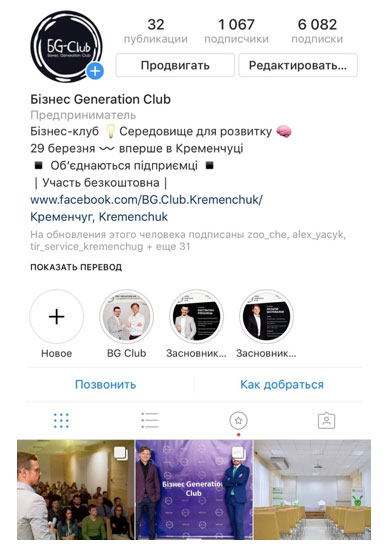 BG-Club
Бізнес Generation Club
32
1 067
6 082
публикации
подписчики
подписки
Продвигать
Редактировать...
Бізнес Generation Club
Предприниматель
Бізнес-клуб 💡 Середовище для розвитку 🧠
29 березня 〰 вперше в Кременчуці
◾ Об'єднаються підприємці ◾
| Участь безкоштовна |
www.facebook.com/BG.Club.Kremenchuk/
Кременчуг, Kremenchuk
На обновления этого человека подписаны zoo_che, alex_yacyk,
tir_service_kremenchug + еще 31
ПОКАЗАТЬ ПЕРЕВОД
Новое
BG Club
Засновник...
Засновник...
Позвонить
Как добраться
Бізнес Generation
Club